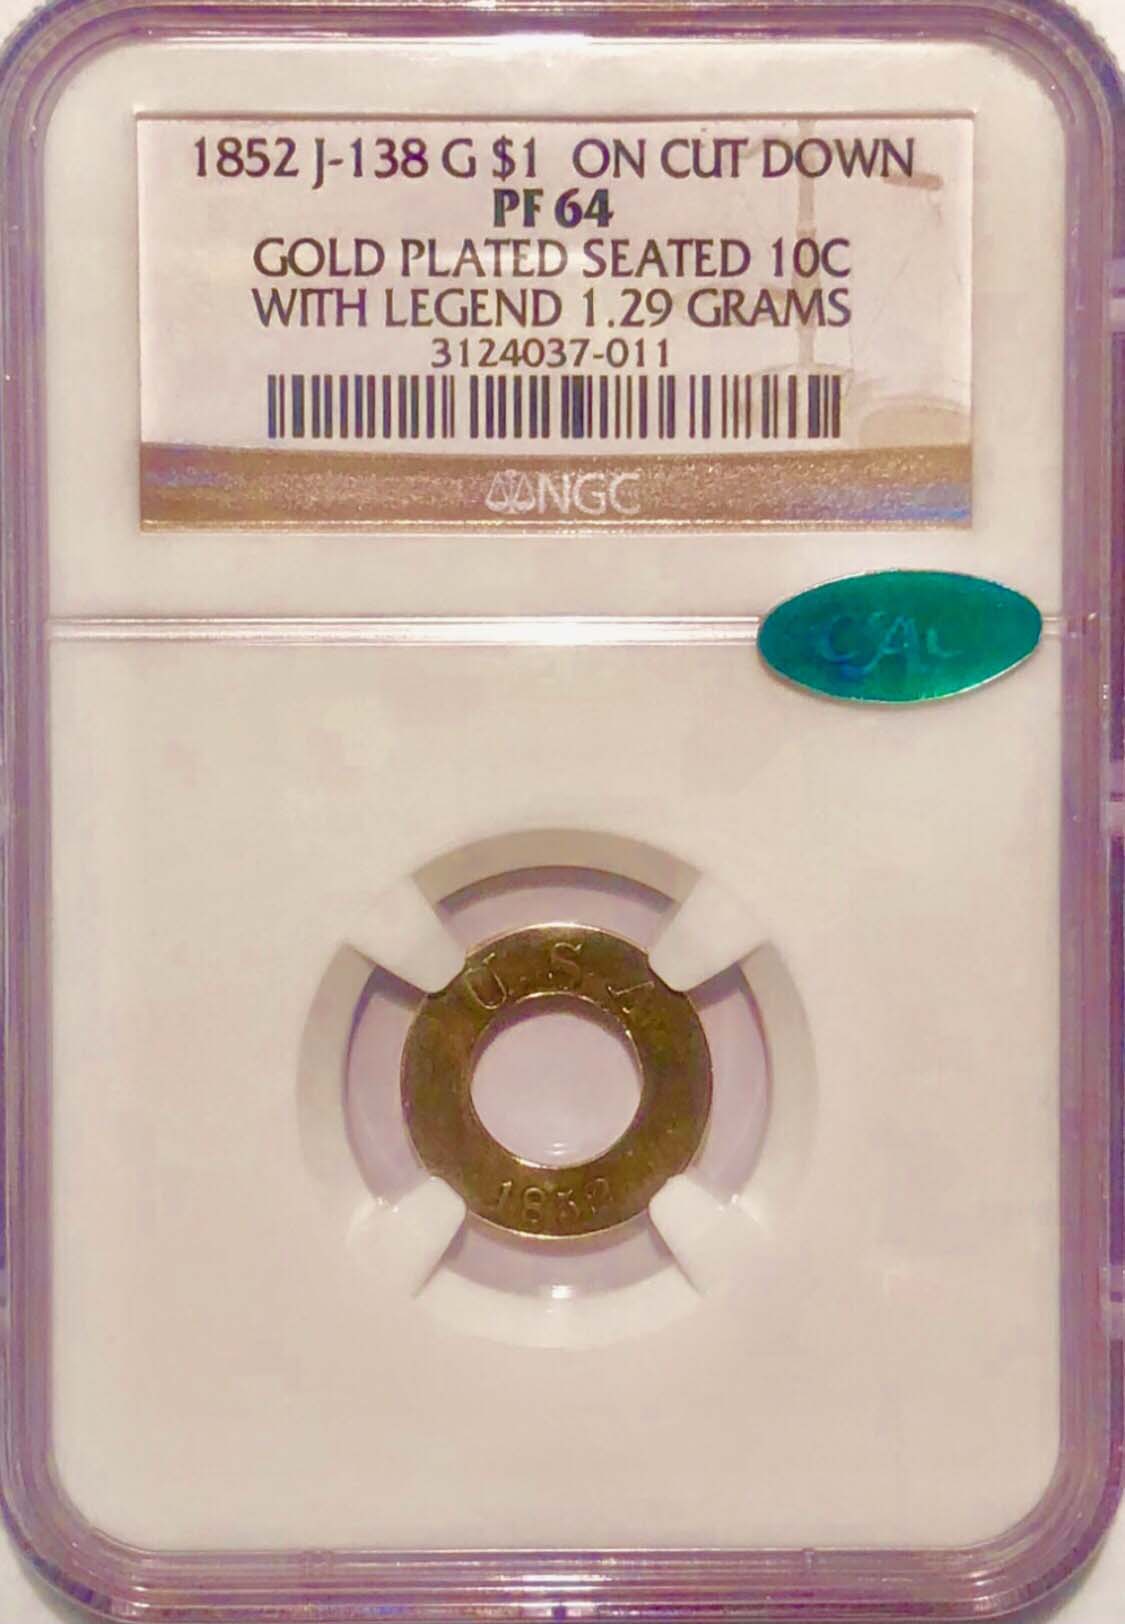 1852 J-138 G $1 ON CUT DOWN
PF 64
GOLD PLATED SEATED 10C
WITH LEGEND 1.29 GRAMS
3124037-011
NGC
U.S.
1852